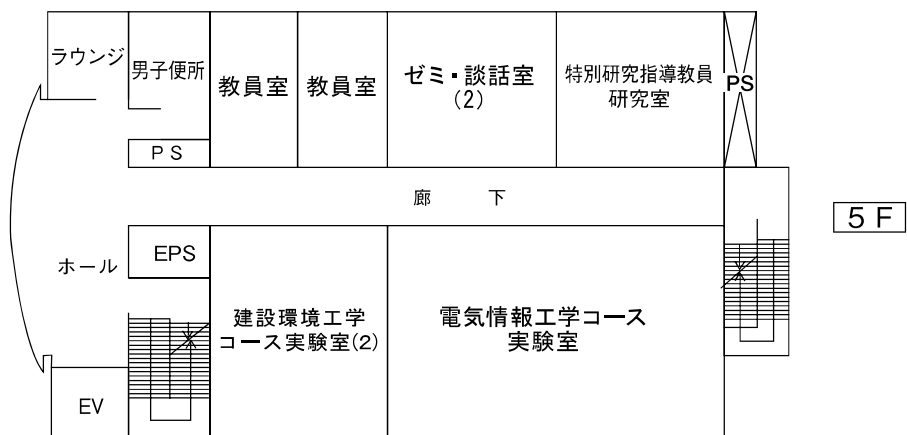 ラウンジ
男子便所
教員室
教員室
ゼミ・談話室
(2)
特別研究指導教員
研究室
PS
PS
廊 下
5F
ホール
EPS
建設環境工学
コース実験室(2)
電気情報工学コース
実験室
EV